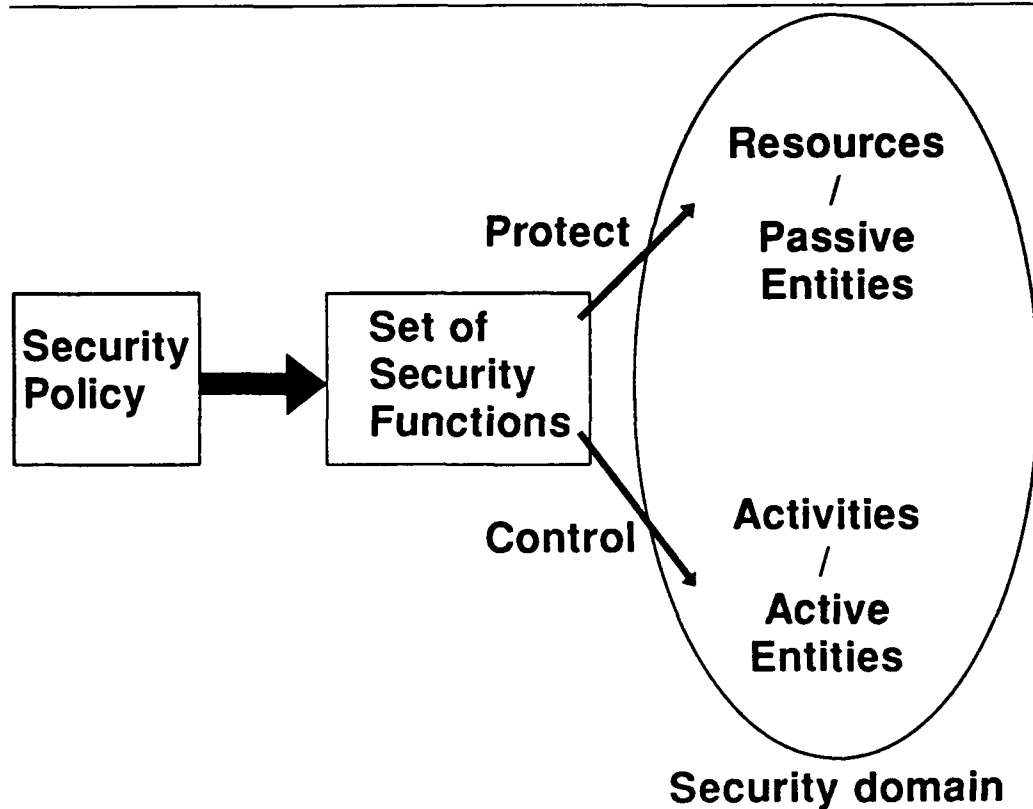 Security
Policy
Set of
Security
Functions
Protect
Control
Resources
/
Passive
Entities
Activities
/
Active
Entities
Security domain